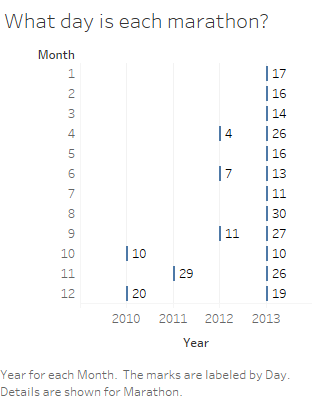 What day is each marathon?
Month
1 17
2 16
3 14
4 4 26
5 16
6 7 13
7 11
8 30
9 11 27
10 10 10
11 29 26
12 20 19
2010 2011 2012 2013
Year
Year for each Month. The marks are labeled by Day.
Details are shown for Marathon.